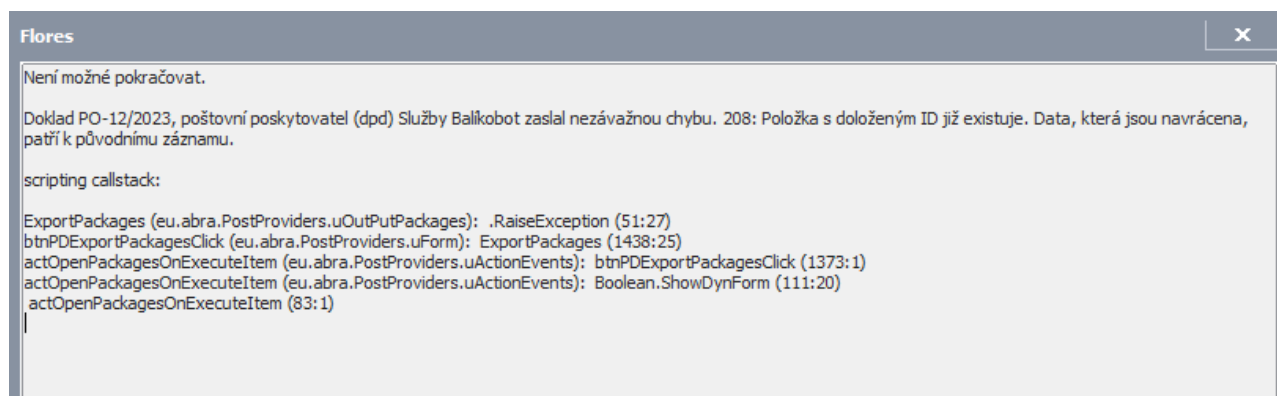 Flores
Není možné pokračovat.
Doklad PO-12/2023, poštovní poskytovatel (dpd) Služby Balíkobot zaslal nezávažnou chybu. 208: Položka s doloženým ID již existuje. Data, která jsou navrácena,
patří k původnímu záznamu.
scripting callstack:
ExportPackages (eu.abra.PostProviders.uOutPutPackages):  .RaiseException (51:27)
btnPDExportPackagesClick (eu.abra.PostProviders.uForm):  ExportPackages (1438:25)
actOpenPackagesOnExecuteItem (eu.abra.PostProviders.uActionEvents):  btnPDExportPackagesClick (1373:1)
actOpenPackagesOnExecuteItem (eu.abra.PostProviders.uActionEvents):  Boolean.ShowDynForm (111:20)
actOpenPackagesOnExecuteItem (83:1)